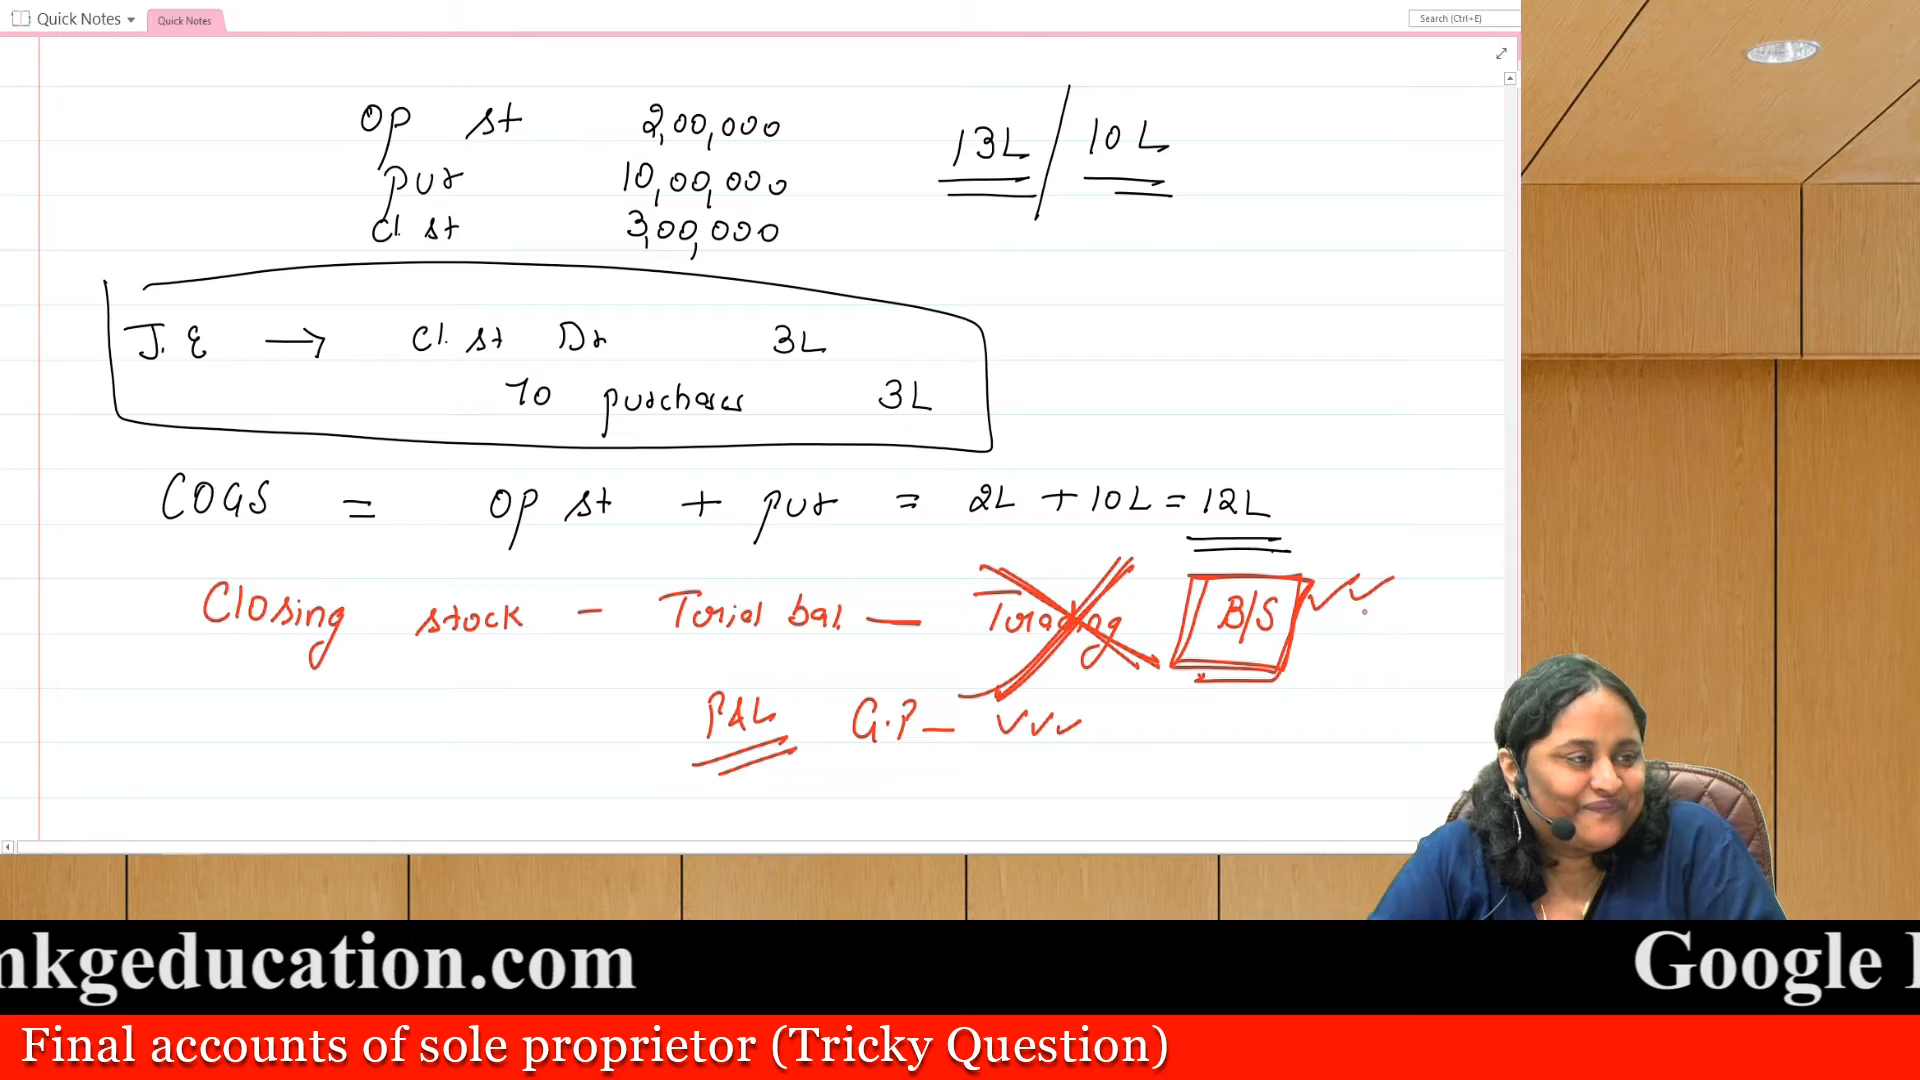 Quick Notes
Quick Notes
Search (Ctrl+E)
Op st 2,00,000
pur 10,00,000
Cl. st 3,00,000
13L / 10L
J.E → Cl. st Dr 3L
To purchases 3L
COGS = Op st + pur = 2L + 10L = 12L
Closing stock - Trial bal. — Trading B/S
P&L G.P -
nkgeducation.com
Google
Final accounts of sole proprietor (Tricky Question)